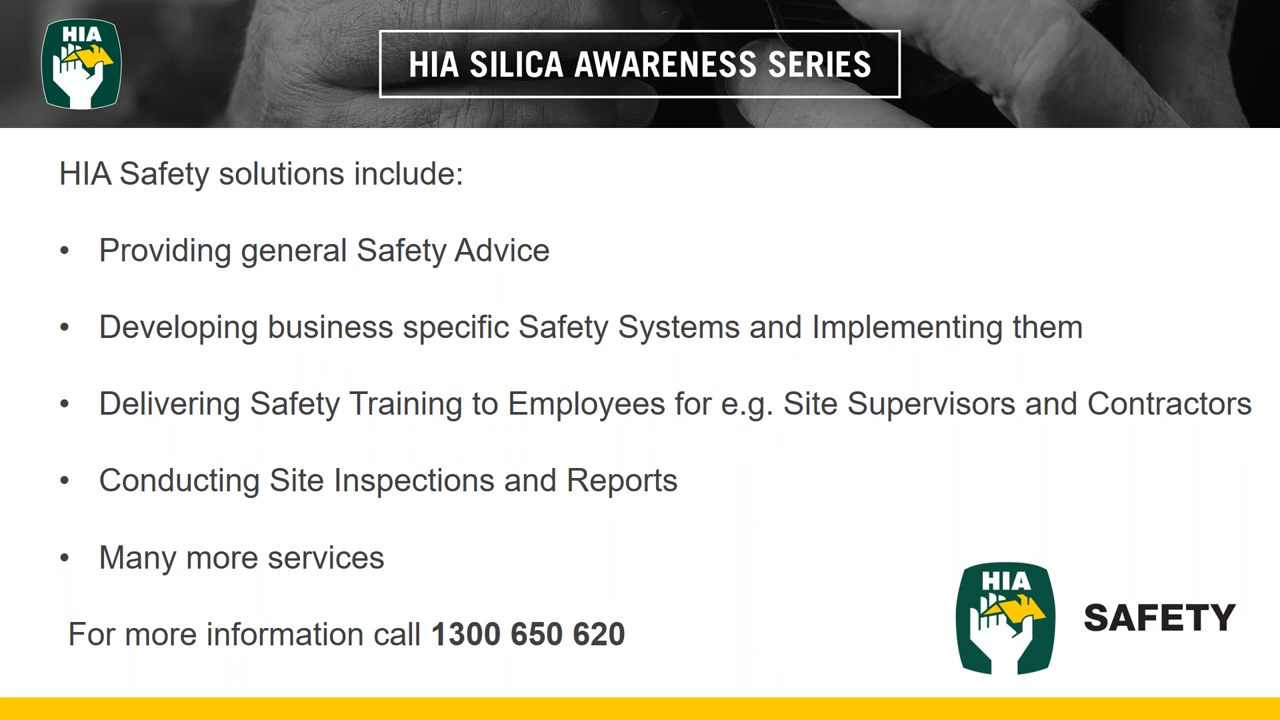 HIA
HIA SILICA AWARENESS SERIES
HIA Safety solutions include:
• Providing general Safety Advice
• Developing business specific Safety Systems and Implementing them
• Delivering Safety Training to Employees for e.g. Site Supervisors and Contractors
• Conducting Site Inspections and Reports
• Many more services
For more information call 1300 650 620
HIA
SAFETY